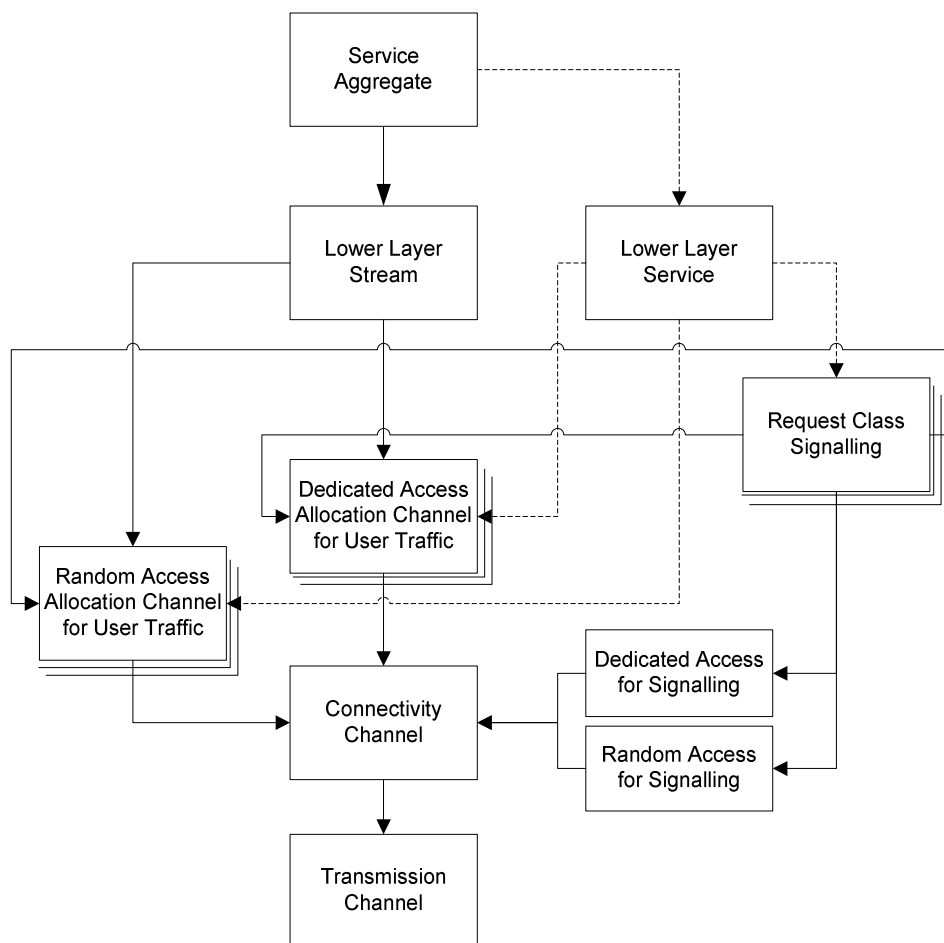 Service
Aggregate
Lower Layer
Stream
Lower Layer
Service
Request Class
Signalling
Dedicated Access
Allocation Channel
for User Traffic
Random Access
Allocation Channel
for User Traffic
Dedicated Access
for Signalling
Connectivity
Channel
Random Access
for Signalling
Transmission
Channel